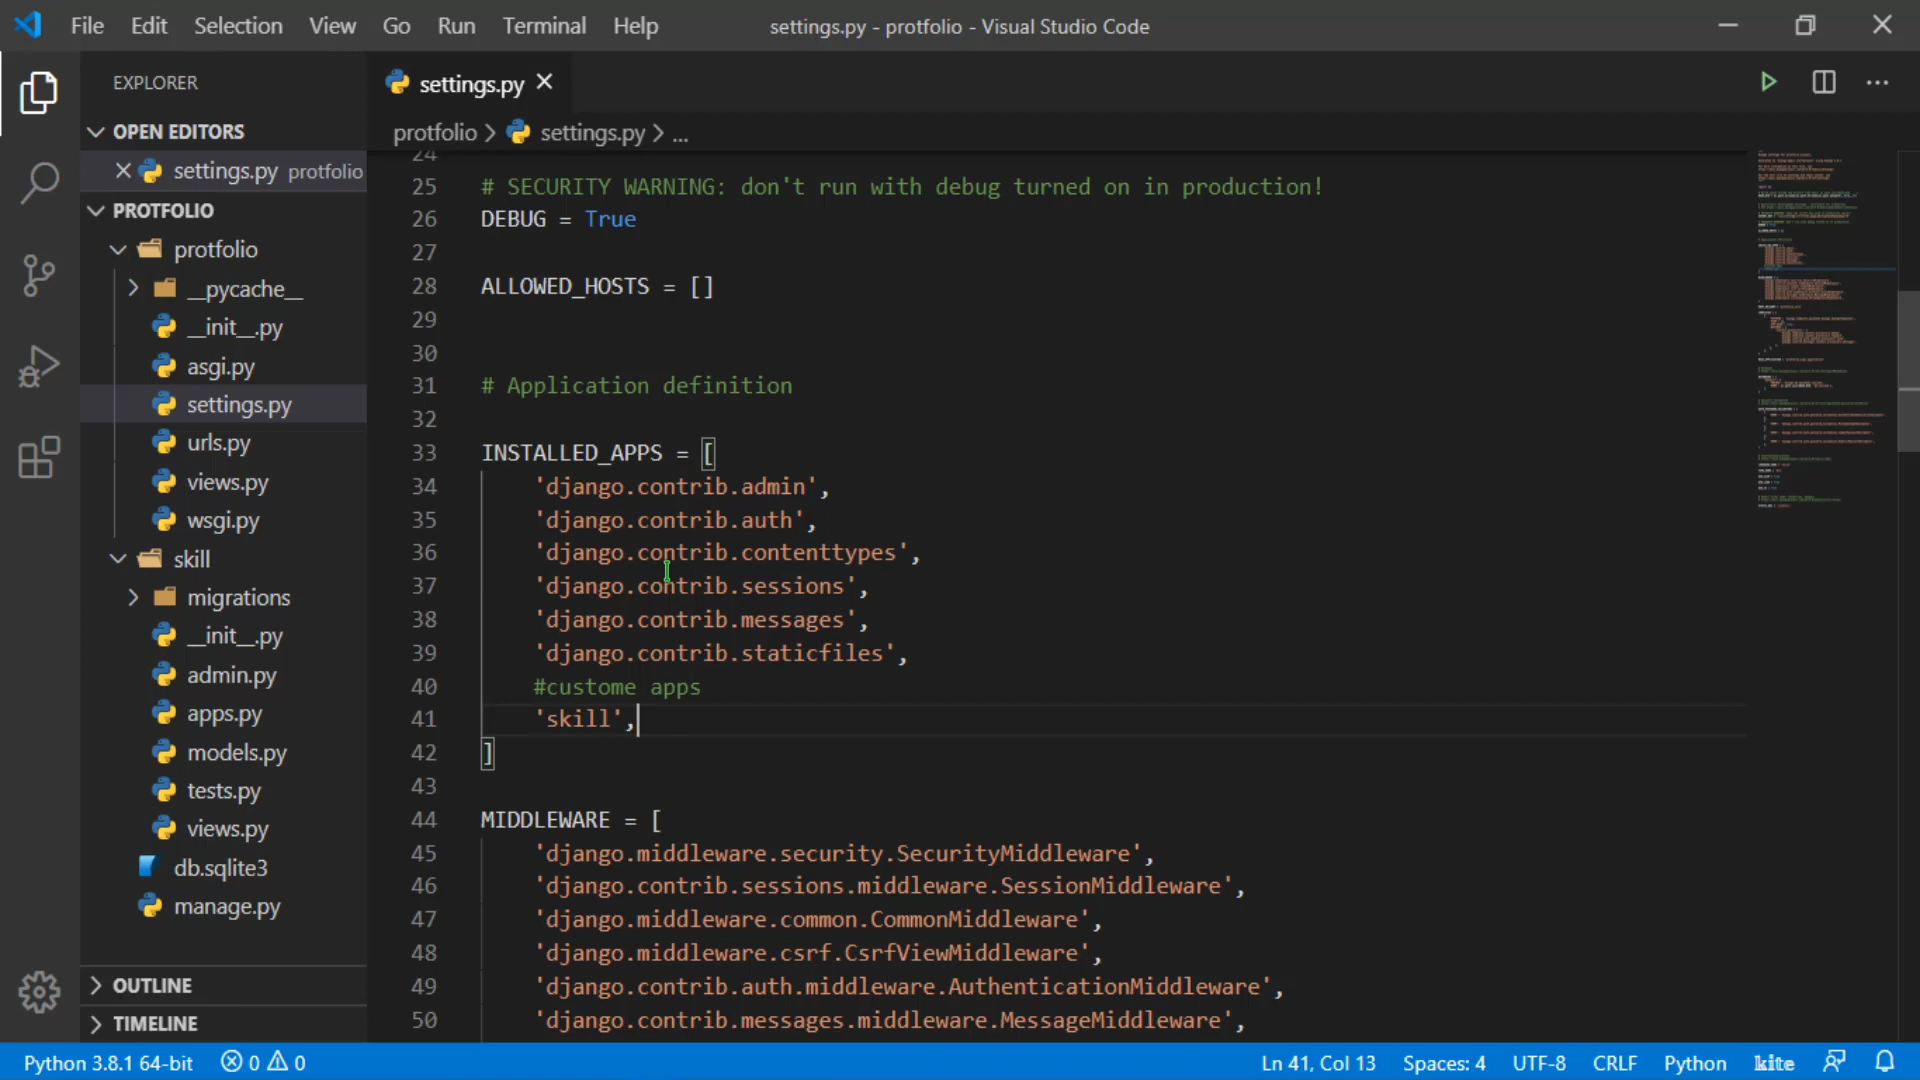 File Edit Selection View Go Run Terminal Help settings.py - protfolio - Visual Studio Code
EXPLORER
OPEN EDITORS
settings.py protfolio
PROTFOLIO
protfolio
__pycache__
__init__.py
asgi.py
settings.py
urls.py
views.py
wsgi.py
skill
migrations
__init__.py
admin.py
apps.py
models.py
tests.py
views.py
db.sqlite3
manage.py
OUTLINE
TIMELINE
settings.py
protfolio > settings.py > ...
24
25 # SECURITY WARNING: don't run with debug turned on in production!
26 DEBUG = True
27
28 ALLOWED_HOSTS = []
29
30
31 # Application definition
32
33 INSTALLED_APPS = [
34 'django.contrib.admin',
35 'django.contrib.auth',
36 'django.contrib.contenttypes',
37 'django.contrib.sessions',
38 'django.contrib.messages',
39 'django.contrib.staticfiles',
40 #custome apps
41 'skill',
42 ]
43
44 MIDDLEWARE = [
45 'django.middleware.security.SecurityMiddleware',
46 'django.contrib.sessions.middleware.SessionMiddleware',
47 'django.middleware.common.CommonMiddleware',
48 'django.middleware.csrf.CsrfViewMiddleware',
49 'django.contrib.auth.middleware.AuthenticationMiddleware',
50 'django.contrib.messages.middleware.MessageMiddleware',
Python 3.8.1 64-bit 0 0 Ln 41, Col 13 Spaces: 4 UTF-8 CRLF Python kite